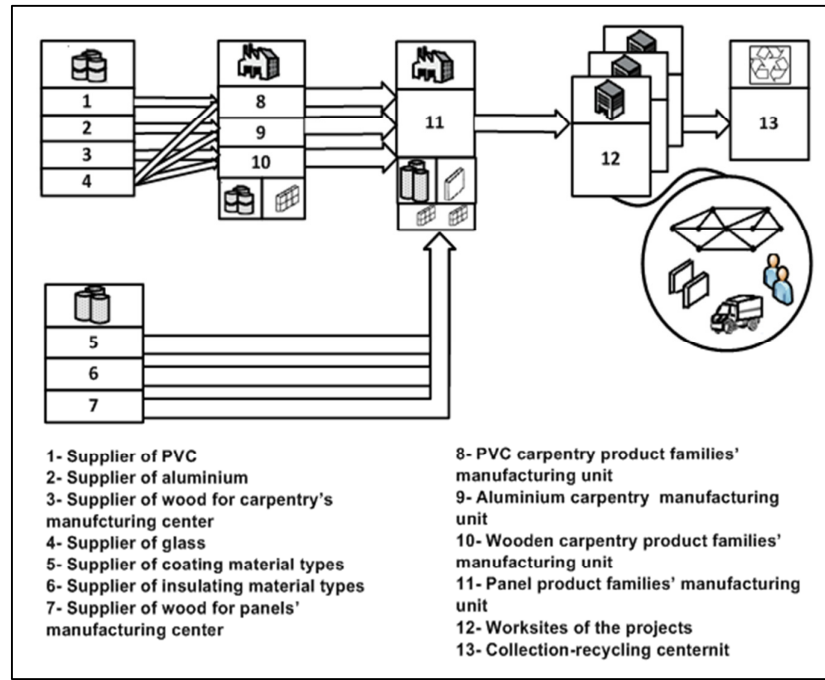 1
2
3
4
8
9
10
11
12
13
5
6
7
1- Supplier of PVC
2- Supplier of aluminium
3- Supplier of wood for carpentry's
manufcturing center
4- Supplier of glass
5- Supplier of coating material types
6- Supplier of insulating material types
7- Supplier of wood for panels'
manufacturing center
8- PVC carpentry product families'
manufacturing unit
9- Aluminium carpentry manufacturing
unit
10- Wooden carpentry product families'
manufacturing unit
11- Panel product families' manufacturing
unit
12- Worksites of the projects
13- Collection-recycling centernit